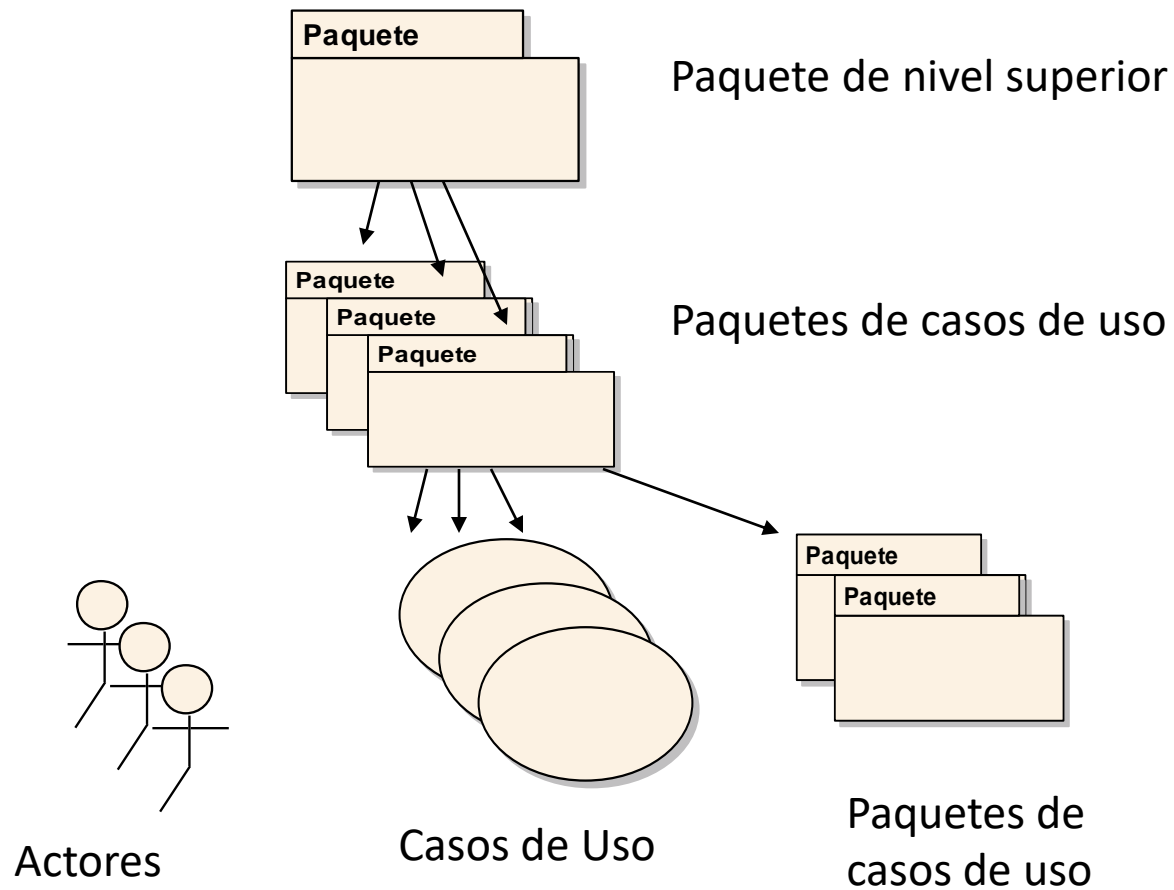 Paquete
Paquete de nivel superior
Paquete
Paquete
Paquete
Paquetes de casos de uso
Paquete
Paquete
Actores
Casos de Uso
Paquetes de
casos de uso